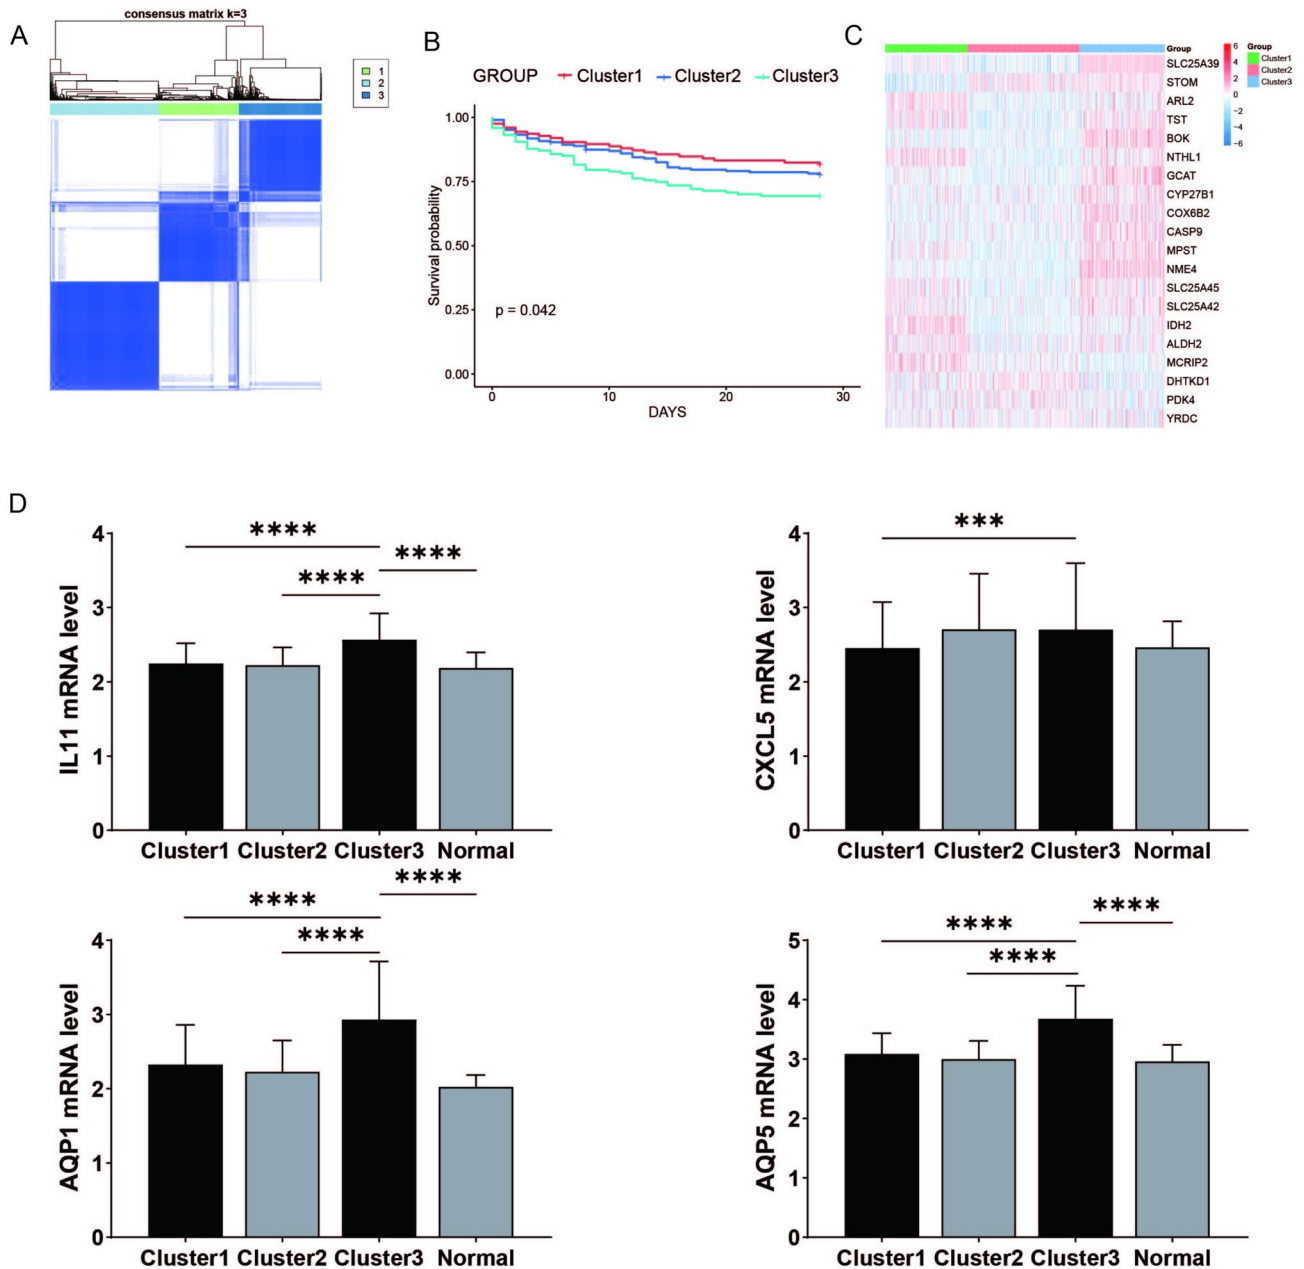 A
consensus matrix k=3
1
2
3
B
GROUP Cluster1 Cluster2 Cluster3
Survival probability
1.00
0.75
0.50
0.25
0.00
p = 0.042
0 10 20 30
DAYS
C
Group
SLC25A39
STOM
ARL2
TST
BOK
NTHL1
GCAT
CYP27B1
COX6B2
CASP9
MPST
NME4
SLC25A45
SLC25A42
IDH2
ALDH2
MCRIP2
DHTKD1
PDK4
YRDC
6
4
2
0
−2
−4
−6
Group
Cluster1
Cluster2
Cluster3
D
IL11 mRNA level
4
3
2
1
0
****
****
****
Cluster1 Cluster2 Cluster3 Normal
CXCL5 mRNA level
4
3
2
1
0
***
Cluster1 Cluster2 Cluster3 Normal
AQP1 mRNA level
4
3
2
1
0
****
****
****
Cluster1 Cluster2 Cluster3 Normal
AQP5 mRNA level
5
4
3
2
1
0
****
****
****
Cluster1 Cluster2 Cluster3 Normal